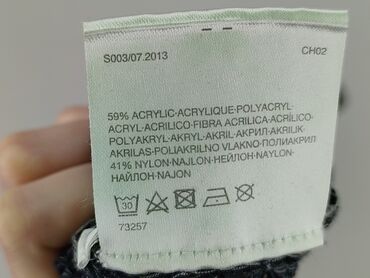 S003/07.2013 CH02
59% ACRYLIC·ACRYLIQUE·POLYACRYL·
ACRYL·ACRILICO·FIBRA ACRILICA·ACRÍLICO·
POLYAKRYL·AKRYL·AKRIL·АКРИЛ·AKRILIK·
AKRILAS·POLIAKRILNO VLAKNO·ПОЛИАКРИЛ
41% NYLON·NAJLON·НЕЙЛОН·NAYLON·
НАЙЛОН·NAJON
30
73257